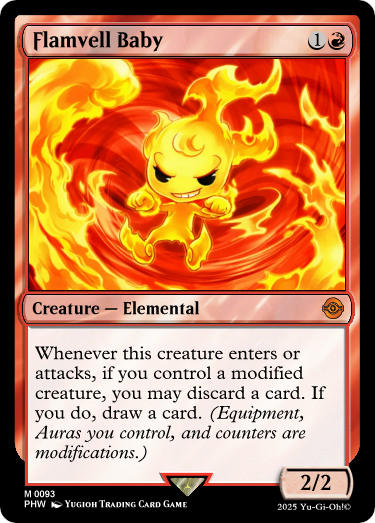 Flamvell Baby 1
Creature — Elemental
Whenever this creature enters or
attacks, if you control a modified
creature, you may discard a card. If
you do, draw a card. (Equipment,
Auras you control, and counters are
modifications.)
2/2
M 0093
PHW Yugioh Trading Card Game
2025 Yu-Gi-Oh!©